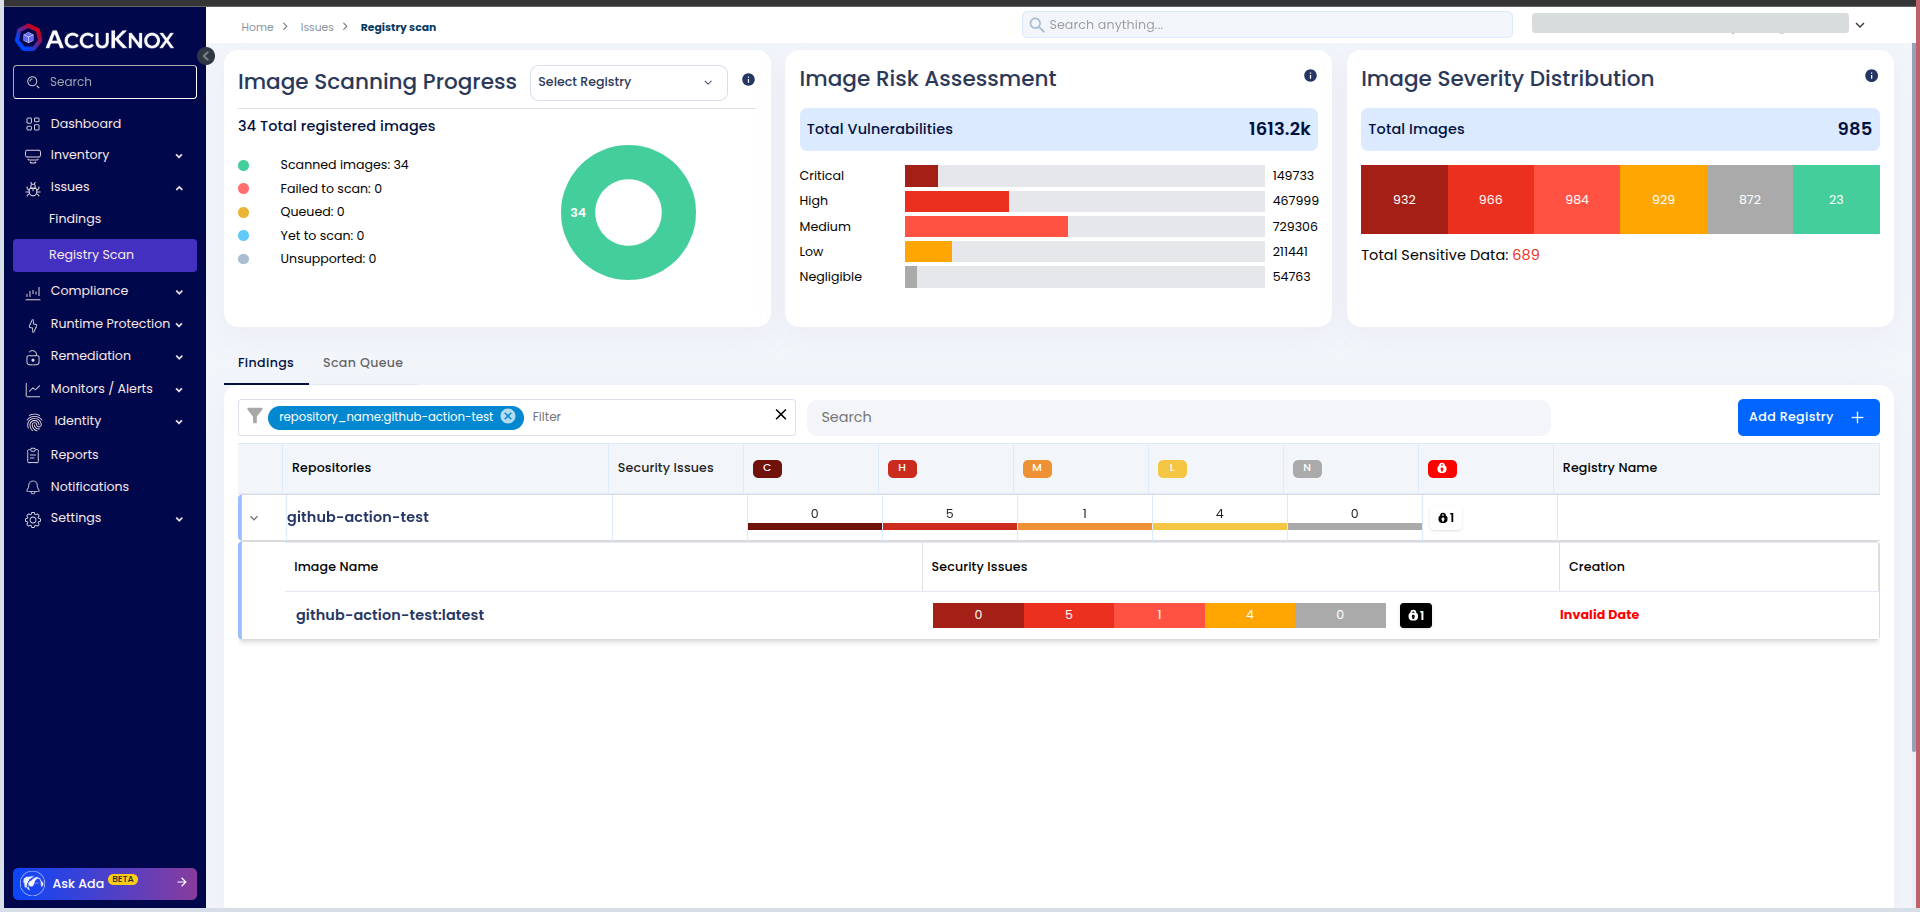 Home > Issues > Registry scan
Search anything...
ACCUKNOX
Search
Dashboard
Inventory
Issues
Findings
Registry Scan
Compliance
Runtime Protection
Remediation
Monitors / Alerts
Identity
Reports
Notifications
Settings
Ask Ada BETA
Image Scanning Progress
Select Registry
34 Total registered images
Scanned images: 34
Failed to scan: 0
Queued: 0
Yet to scan: 0
Unsupported: 0
34
Image Risk Assessment
Total Vulnerabilities 1613.2k
Critical 149733
High 467999
Medium 729306
Low 211441
Negligible 54763
Image Severity Distribution
Total Images 985
932 966 984 929 872 23
Total Sensitive Data: 689
Findings Scan Queue
repository_name:github-action-test Filter
Search
Add Registry +
Repositories Security Issues C H M L N Registry Name
github-action-test 0 5 1 4 0 1
Image Name Security Issues Creation
github-action-test:latest 0 5 1 4 0 1 Invalid Date